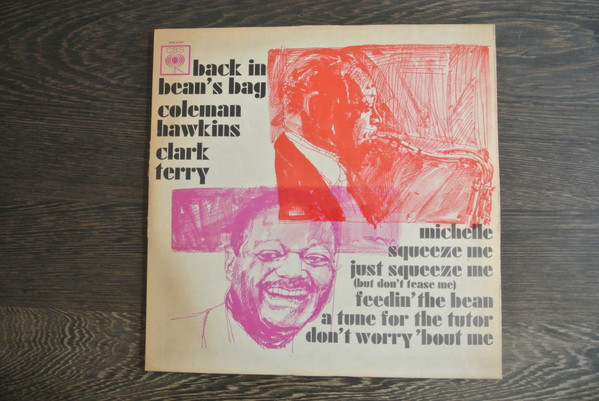 CBS
back in
bean's bag
coleman
hawkins
clark
terry
michelle
squeeze me
just squeeze me
(but don't tease me)
feedin' the bean
a tune for the tutor
don't worry 'bout me